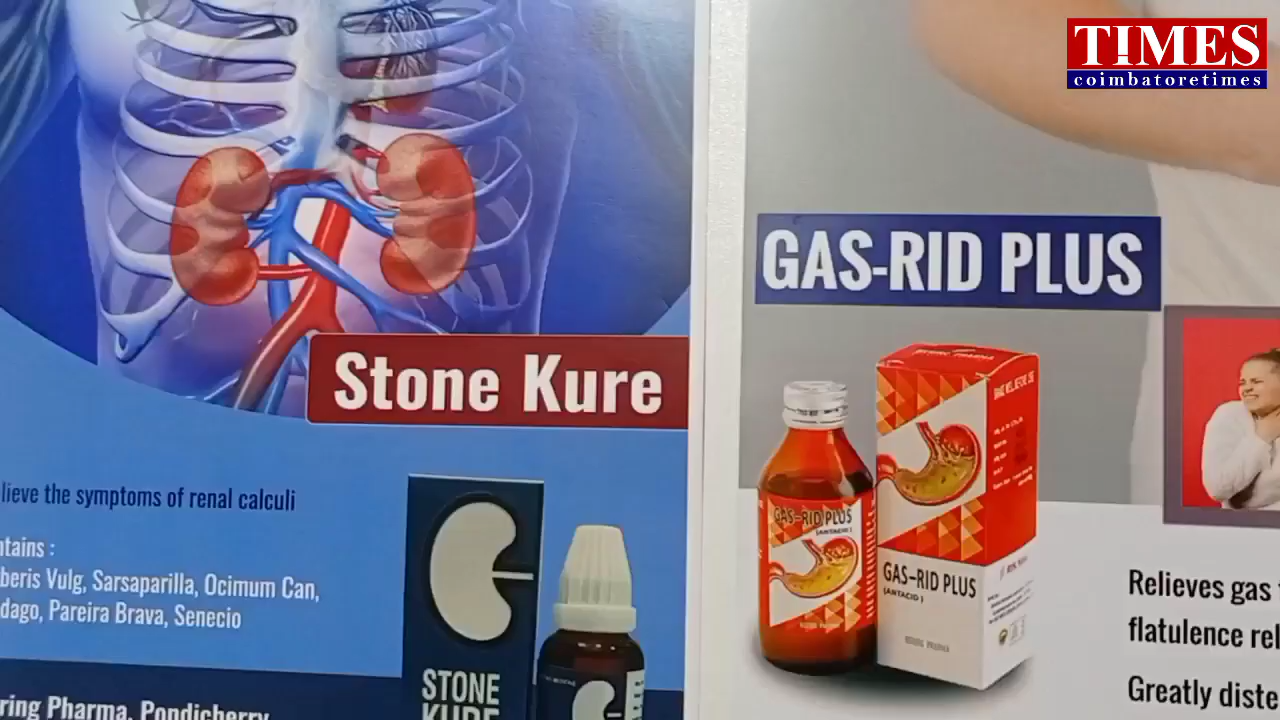 TIMES
coimbatoretimes
Stone Kure
lieve the symptoms of renal calculi
ntains :
beris Vulg, Sarsaparilla, Ocimum Can,
dago, Pareira Brava, Senecio
ring Pharma, Pondicherry
STONE
KURE
GAS-RID PLUS
GAS-RID PLUS
(ANTACID)
GAS-RID PLUS
(ANTACID)
Relieves gas
flatulence rel
Greatly diste